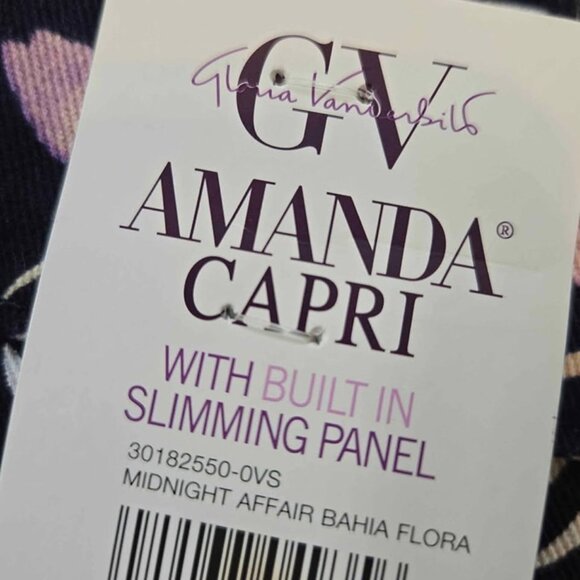 GV
Gloria Vanderbilt
AMANDA®
CAPRI
WITH BUILT IN
SLIMMING PANEL
30182550-0VS
MIDNIGHT AFFAIR BAHIA FLORA